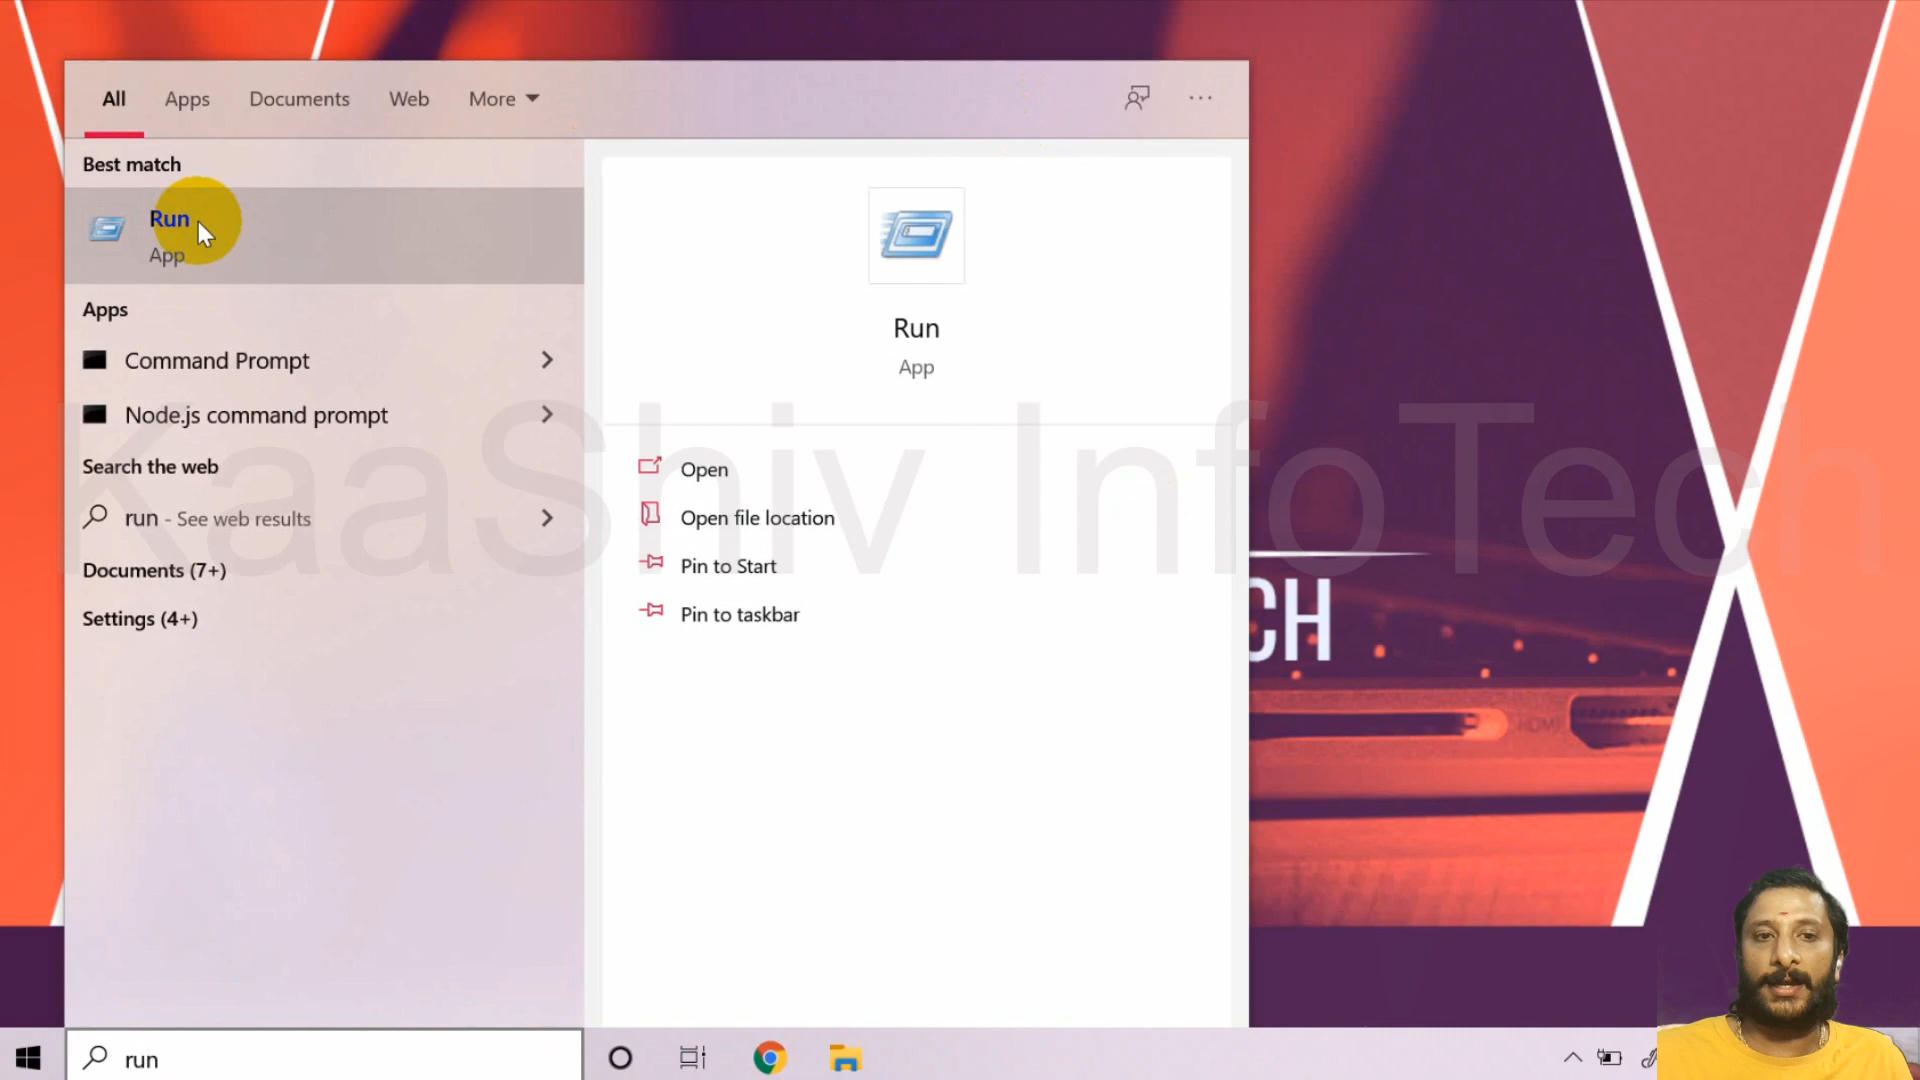 All Apps Documents Web More
Best match
Run
App
Apps
Command Prompt
Node.js command prompt
Search the web
run - See web results
Documents (7+)
Settings (4+)
Run
App
Open
Open file location
Pin to Start
Pin to taskbar
KaaShiv InfoTech
CH
HDMI
run